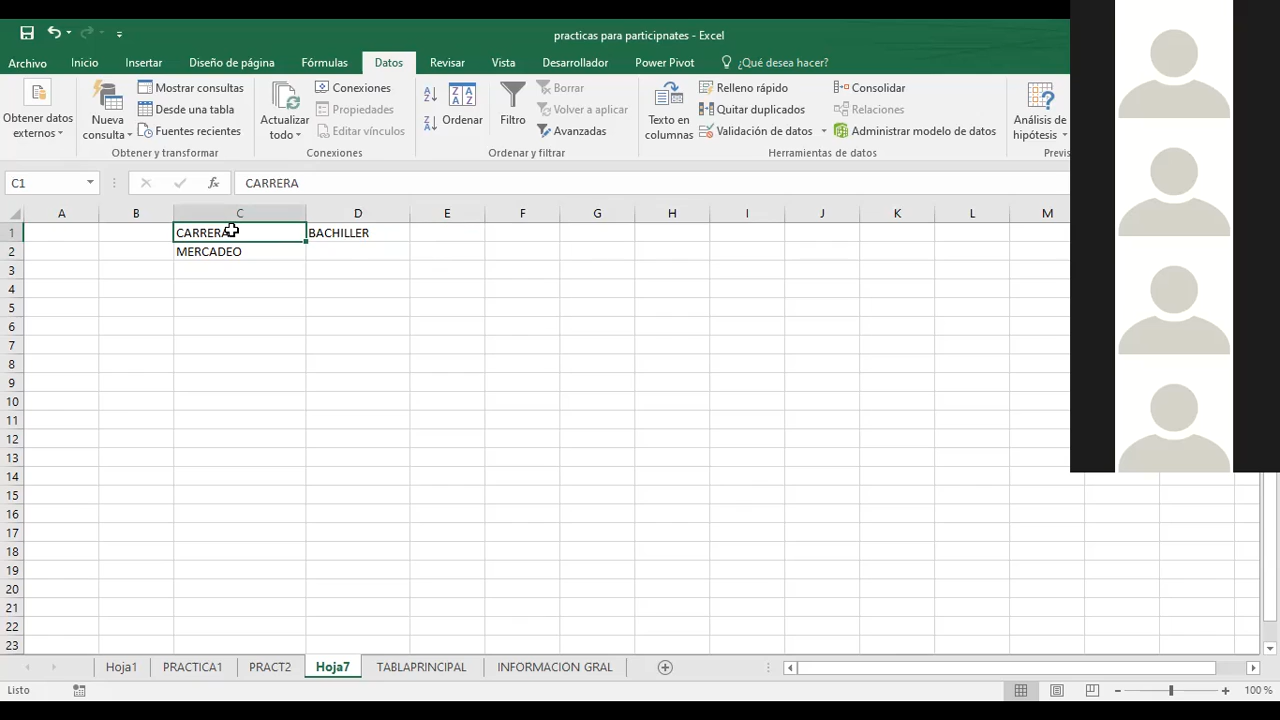 practicas para participnates - Excel
Archivo Inicio Insertar Diseño de página Fórmulas Datos Revisar Vista Desarrollador Power Pivot ¿Qué desea hacer?
Obtener datos externos
Nueva consulta
Mostrar consultas
Desde una tabla
Fuentes recientes
Obtener y transformar
Actualizar todo
Conexiones
Propiedades
Editar vínculos
Conexiones
Ordenar
Filtro
Borrar
Volver a aplicar
Avanzadas
Ordenar y filtrar
Texto en columnas
Relleno rápido
Quitar duplicados
Validación de datos
Consolidar
Relaciones
Administrar modelo de datos
Herramientas de datos
Análisis de hipótesis
Previs
C1 fx CARRERA
A B C D E F G H I J K L M
1 CARRERA BACHILLER
2 MERCADEO
3
4
5
6
7
8
9
10
11
12
13
14
15
16
17
18
19
20
21
22
23
Hoja1 PRACTICA1 PRACT2 Hoja7 TABLAPRINCIPAL INFORMACION GRAL
Listo 100 %